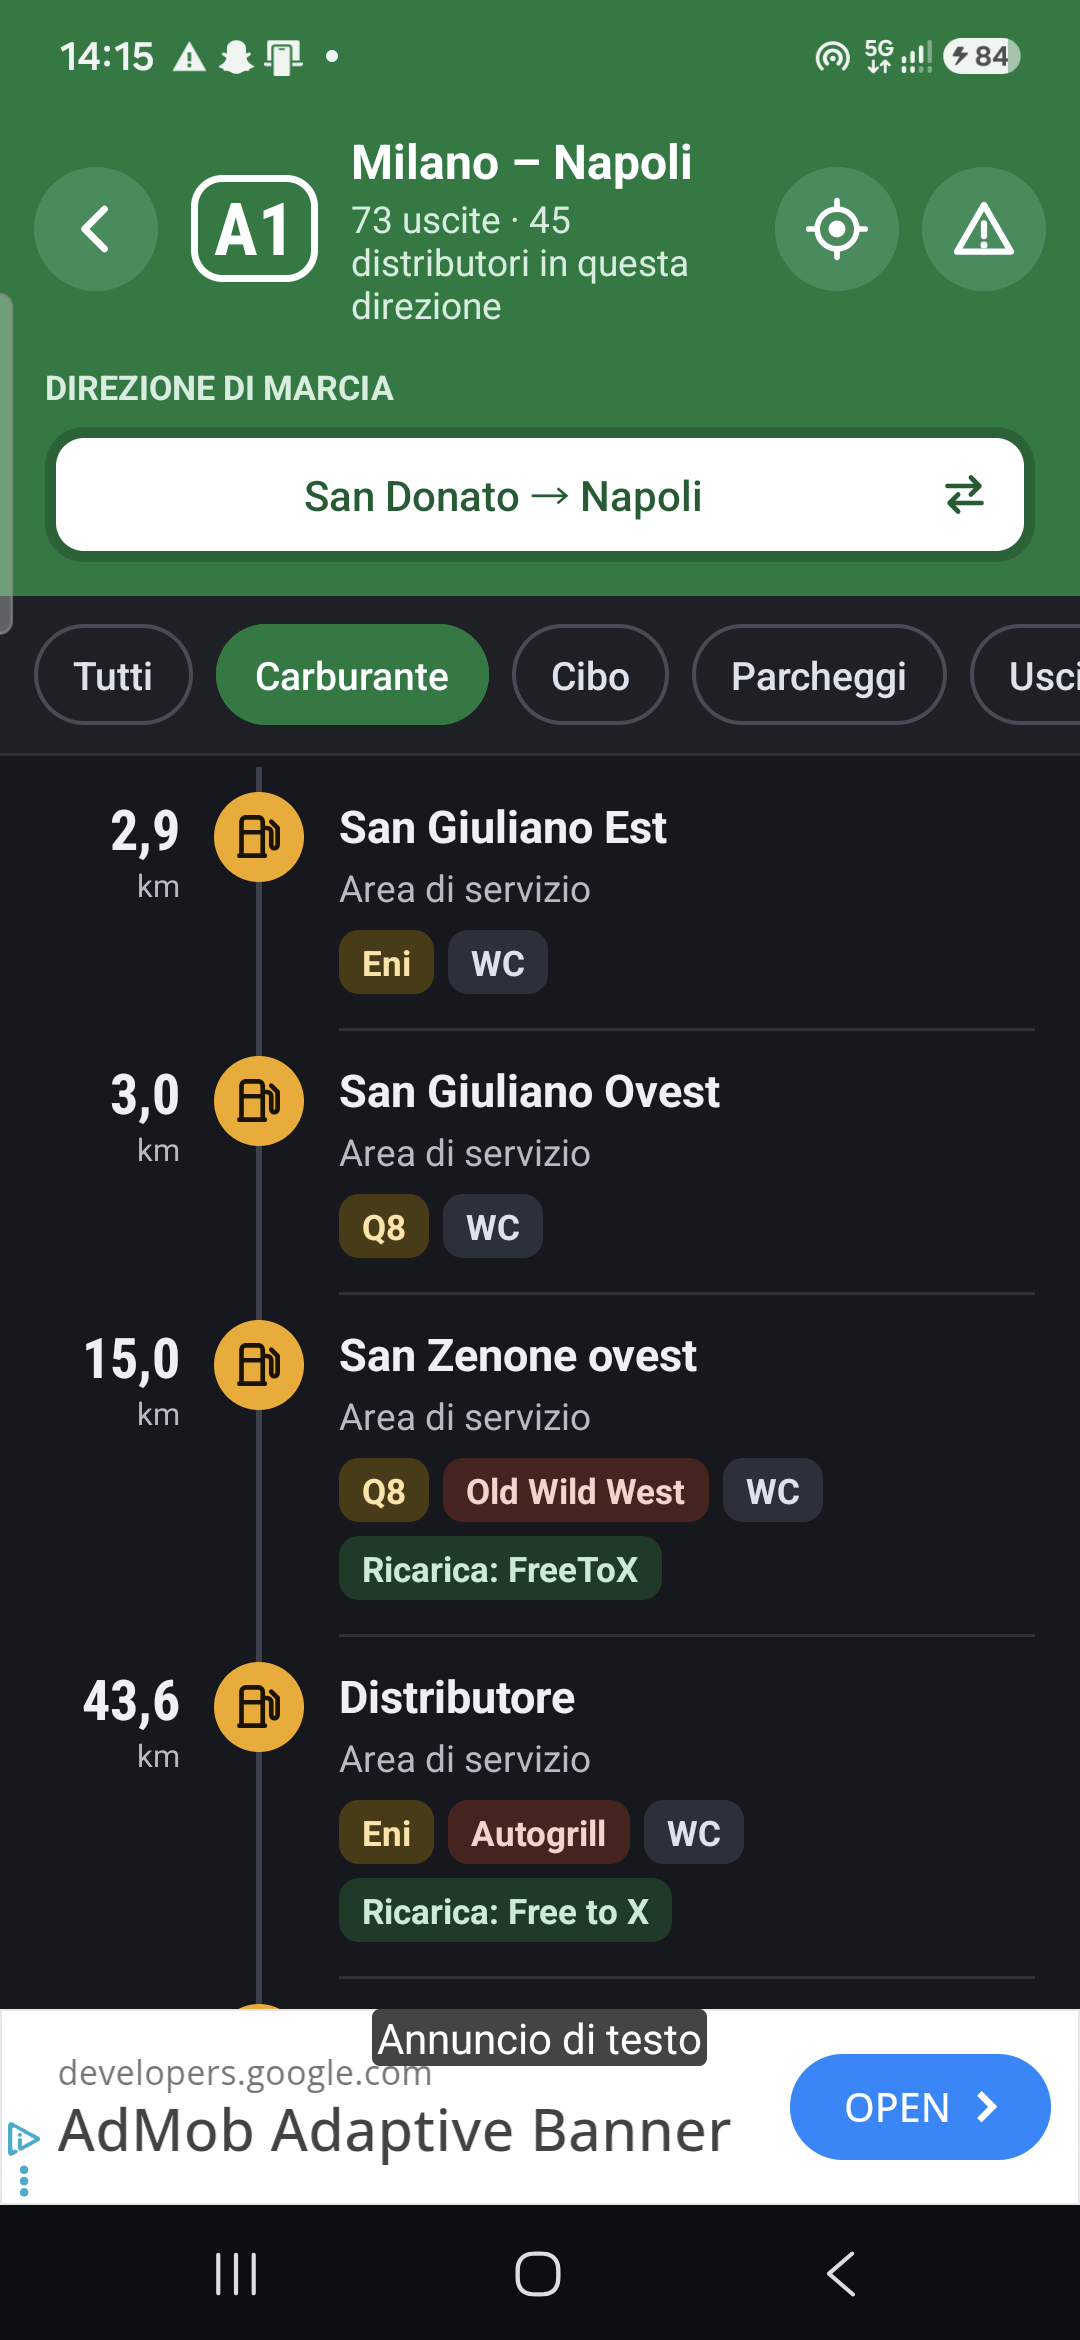 14:15
5G
84
A1
Milano – Napoli
73 uscite · 45
distributori in questa
direzione
DIREZIONE DI MARCIA
San Donato → Napoli
Tutti
Carburante
Cibo
Parcheggi
Usci
2,9
km
San Giuliano Est
Area di servizio
Eni
WC
3,0
km
San Giuliano Ovest
Area di servizio
Q8
WC
15,0
km
San Zenone ovest
Area di servizio
Q8
Old Wild West
WC
Ricarica: FreeToX
43,6
km
Distributore
Area di servizio
Eni
Autogrill
WC
Ricarica: Free to X
Annuncio di testo
developers.google.com
AdMob Adaptive Banner
OPEN